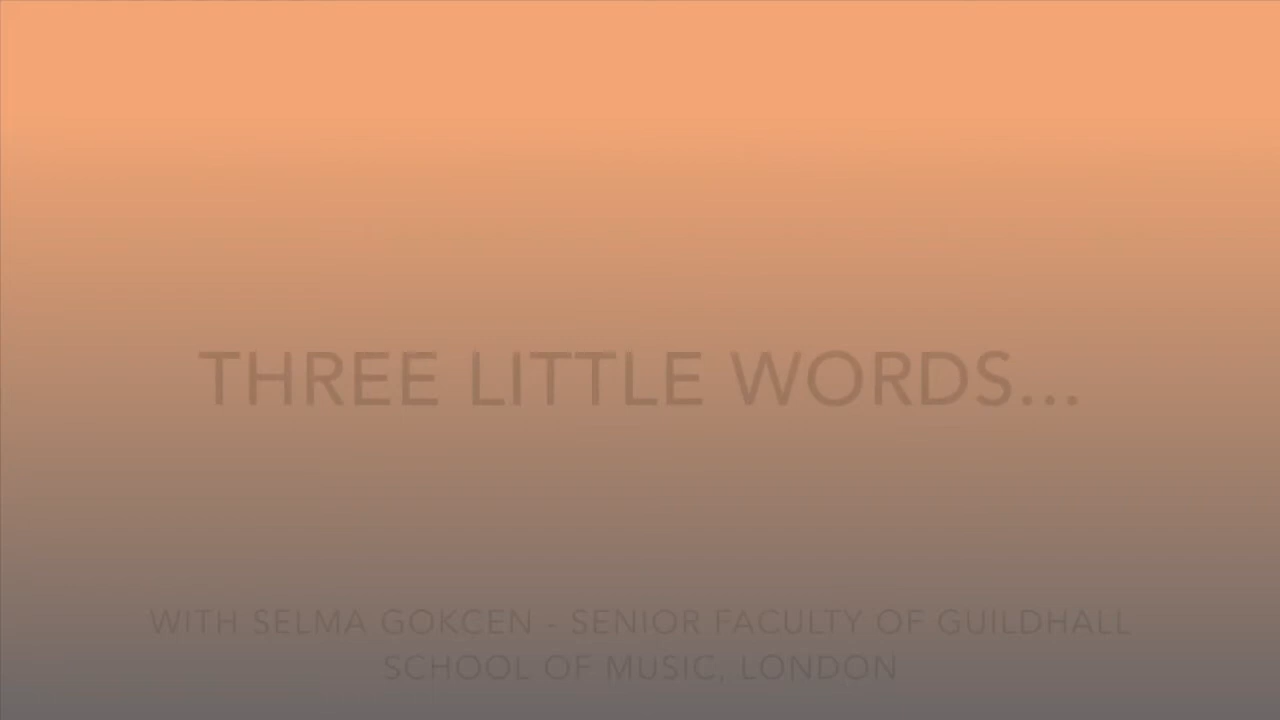 THREE LITTLE WORDS...
WITH SELMA GOKCEN - SENIOR FACULTY OF GUILDHALL
SCHOOL OF MUSIC, LONDON